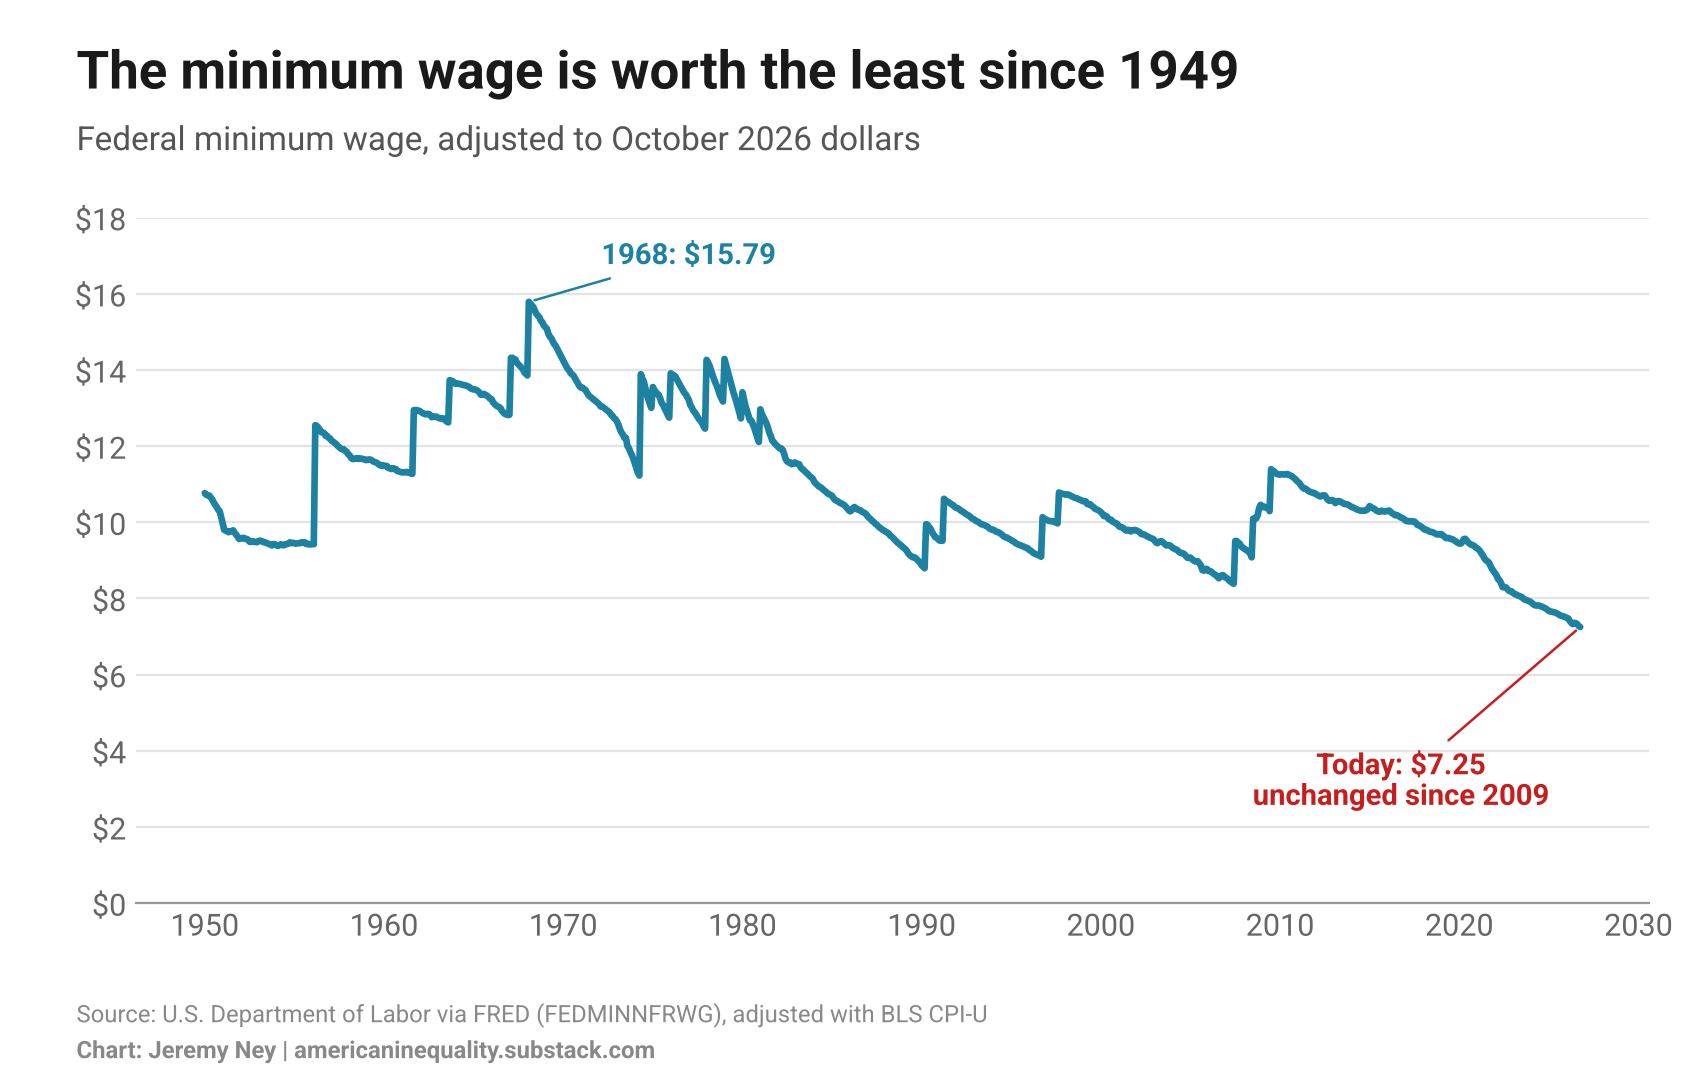 The minimum wage is worth the least since 1949
Federal minimum wage, adjusted to October 2026 dollars
$18
1968: $15.79
$16
$14
$12
$10
$8
$6
$4
Today: $7.25
unchanged since 2009
$2
$0
1950 1960 1970 1980 1990 2000 2010 2020 2030
Source: U.S. Department of Labor via FRED (FEDMINNFRWG), adjusted with BLS CPI-U
Chart: Jeremy Ney | americaninequality.substack.com